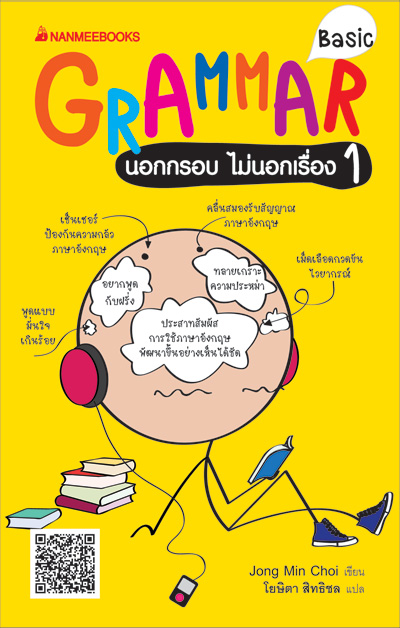 NANMEEBOOKS
Basic
GRAMMAR
นอกกรอบ ไม่นอกเรื่อง 1
คลื่นสมองรับสัญญาณ
ภาษาอังกฤษ
เซ็นเซอร์
ป้องกันความกลัว
ภาษาอังกฤษ
เม็ดเลือดกวดขัน
ไวยากรณ์
อยากพูด
กับฝรั่ง
ทลายเกราะ
ความประหม่า
พูดแบบ
มั่นใจ
เกินร้อย
ประสาทสัมผัส
การใช้ภาษาอังกฤษ
พัฒนาขึ้นอย่างเห็นได้ชัด
Jong Min Choi เขียน
โยษิตา สิทธิชล แปล